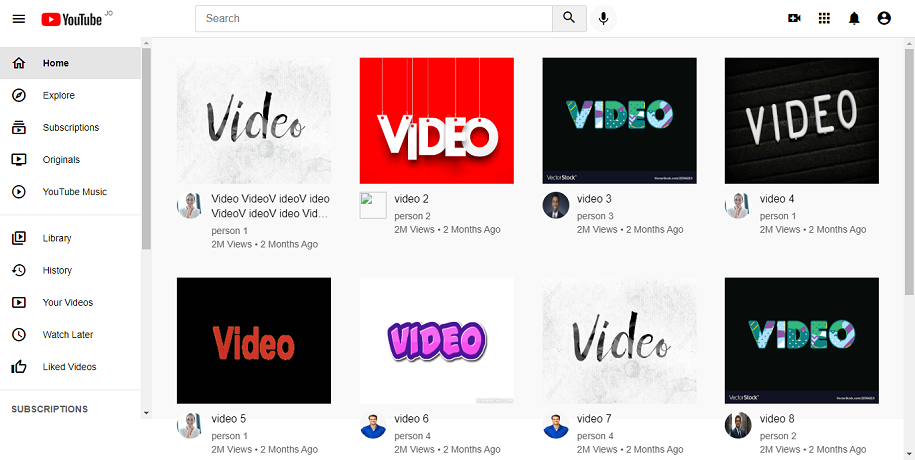 YouTube JO
Search
Home
Explore
Subscriptions
Originals
YouTube Music
Library
History
Your Videos
Watch Later
Liked Videos
SUBSCRIPTIONS
Video
VIDEO
VIDEO
VectorStock®
VectorStock.com/22769629
VIDEO
Video VideoV ideoV ideo
VideoV ideoV ideo Vid...
person 1
2M Views • 2 Months Ago
video 2
person 2
2M Views • 2 Months Ago
video 3
person 3
2M Views • 2 Months Ago
video 4
person 1
2M Views • 2 Months Ago
Video
VIDEO
Video
VIDEO
VectorStock®
video 5
person 1
2M Views • 2 Months Ago
video 6
person 4
2M Views • 2 Months Ago
video 7
person 4
2M Views • 2 Months Ago
video 8
person 2
2M Views • 2 Months Ago